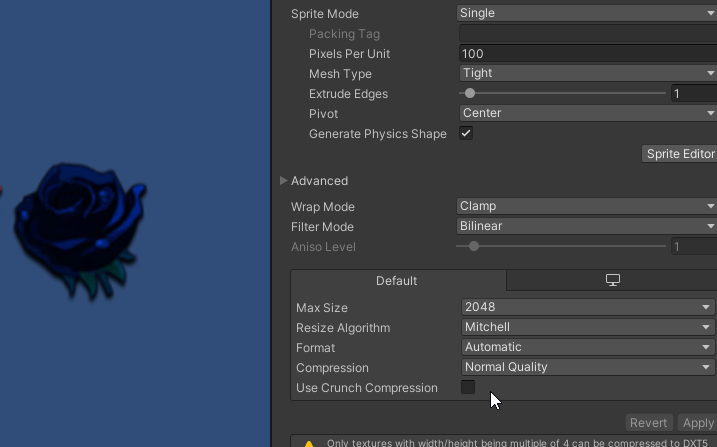 Sprite Mode Single
Packing Tag
Pixels Per Unit 100
Mesh Type Tight
Extrude Edges 1
Pivot Center
Generate Physics Shape
Sprite Editor
Advanced
Wrap Mode Clamp
Filter Mode Bilinear
Aniso Level 1
Default
Max Size 2048
Resize Algorithm Mitchell
Format Automatic
Compression Normal Quality
Use Crunch Compression
Revert Apply
Only textures with width/height being multiple of 4 can be compressed to DXT5